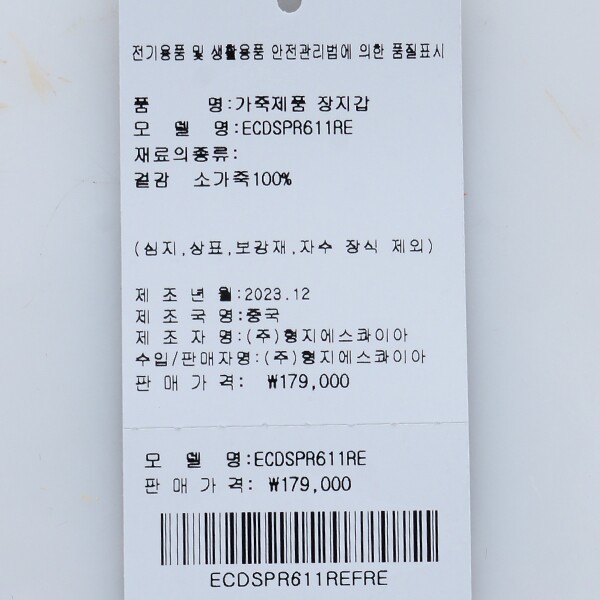 전기용품 및 생활용품 안전관리법에 의한 품질표시
품 명:가죽제품 장지갑
모 델 명:ECDSPR611RE
재료의종류:
겉감 소가죽100%
(심지,상표,보강재,자수 장식 제외)
제 조 년 월:2023.12
제 조 국 명:중국
제 조 자 명:(주)형지에스콰이아
수입/판매자명:(주)형지에스콰이아
판 매 가 격: ₩179,000
모 델 명:ECDSPR611RE
판 매 가 격: ₩179,000
ECDSPR611REFRE